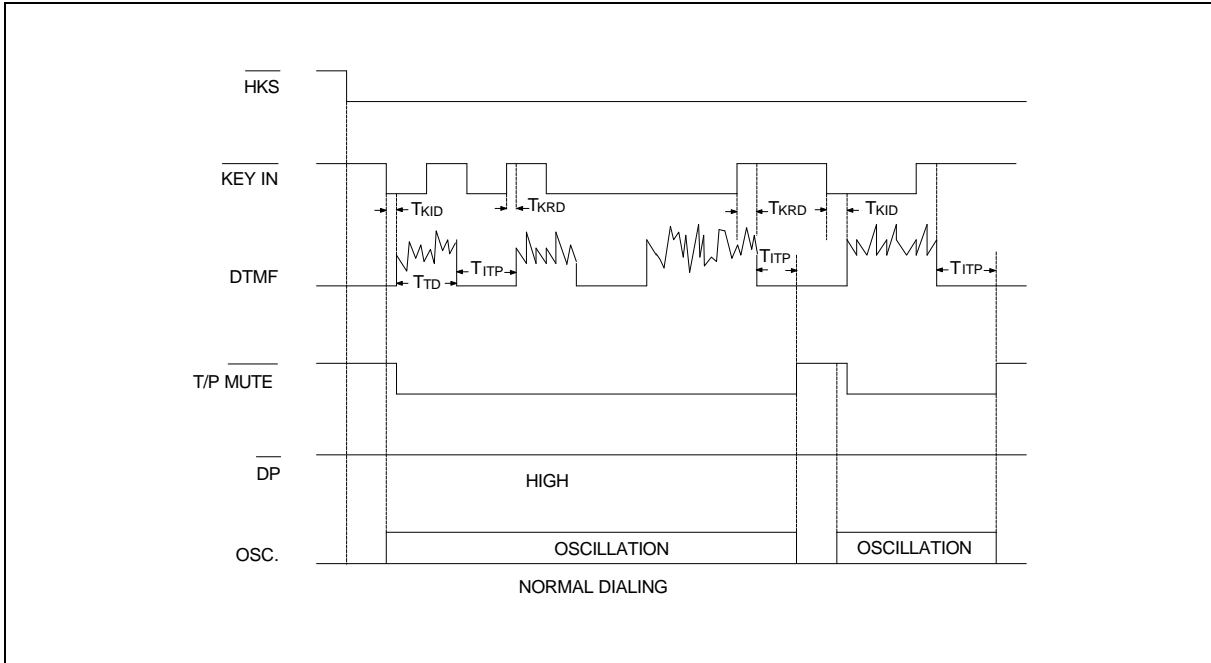 HKS
KEY IN
TKID
TKRD
TKRD
TKID
DTMF
TTD
TITP
TITP
TITP
T/P MUTE
DP
HIGH
OSC.
OSCILLATION
OSCILLATION
NORMAL DIALING